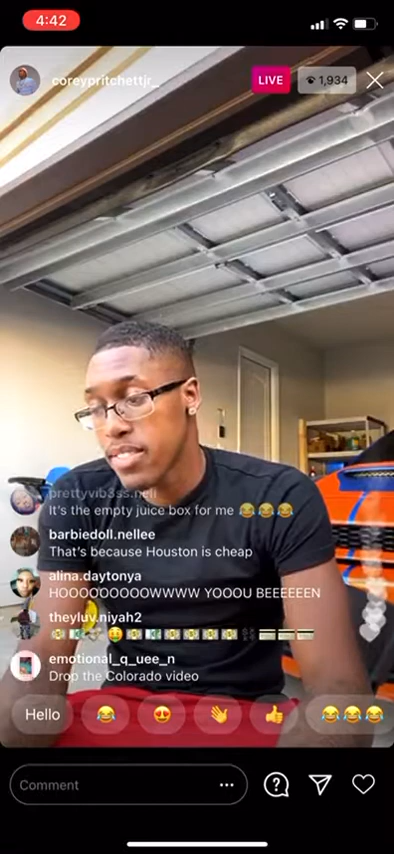 4:42
coreypritchettjr_
LIVE
1,934
prettyvib3ss.nell
It's the empty juice box for me 😂😂😂
barbiedoll.nellee
That's because Houston is cheap
alina.daytonya
HOOOOOOOOOWWWW YOOOU BEEEEEEN
theyluv.niyah2
emotional_q_uee_n
Drop the Colorado video
Hello 😂 😍 👋 👍 😂😂😂
Comment